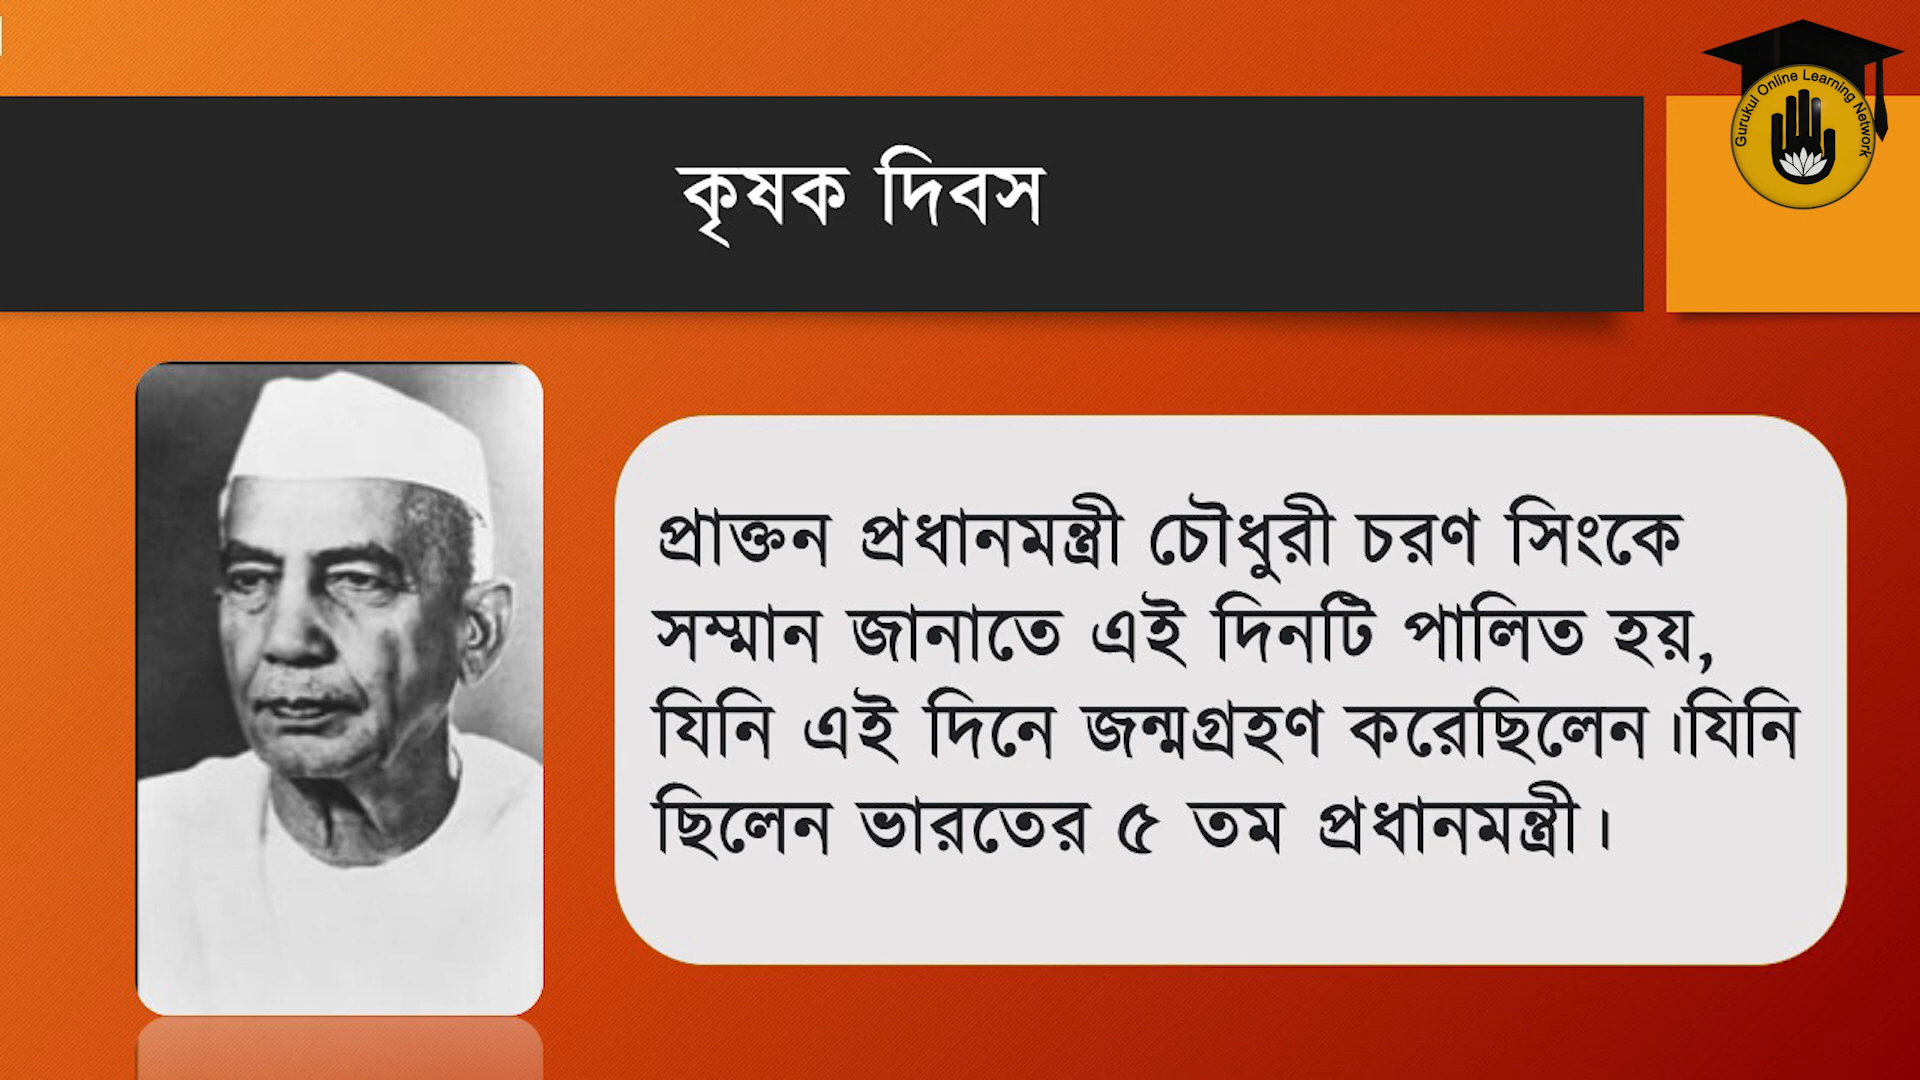 Gurukul Online Learning Network
কৃষক দিবস
প্রাক্তন প্রধানমন্ত্রী চৌধুরী চরণ সিংকে
সম্মান জানাতে এই দিনটি পালিত হয়,
যিনি এই দিনে জন্মগ্রহণ করেছিলেন।যিনি
ছিলেন ভারতের ৫ তম প্রধানমন্ত্রী।